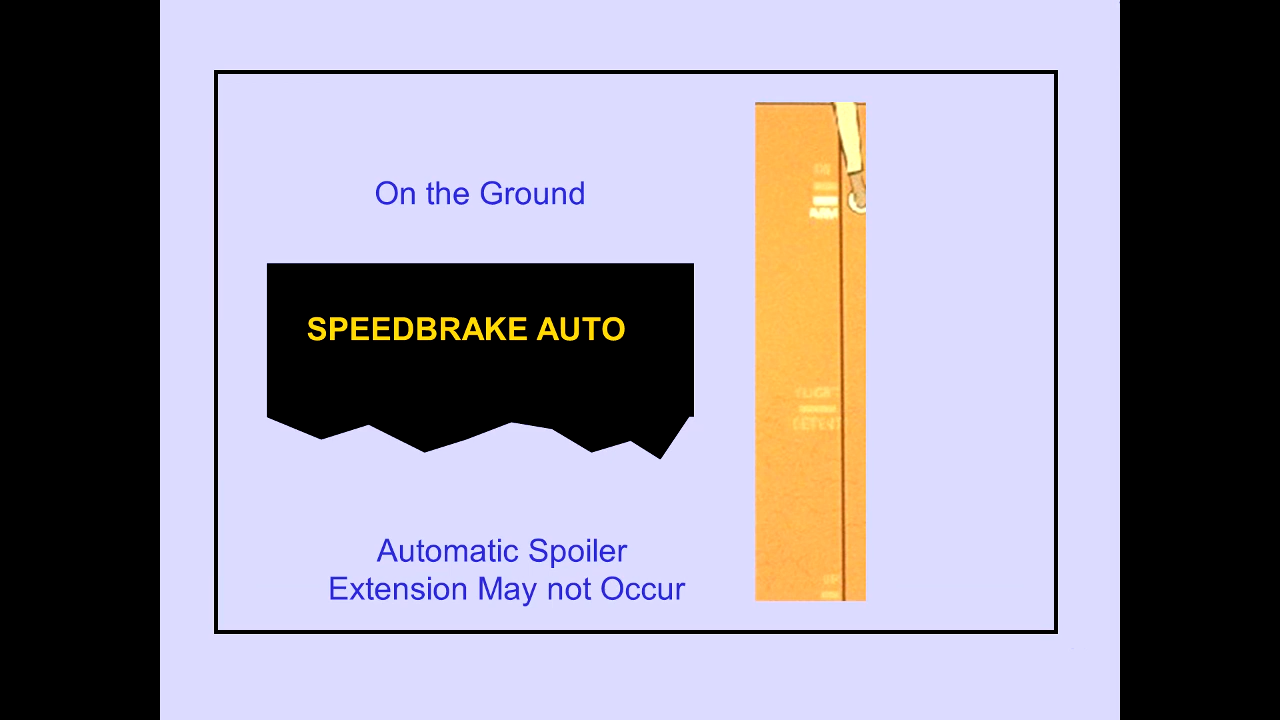 On the Ground
SPEEDBRAKE AUTO
Automatic Spoiler
Extension May not Occur
ARM